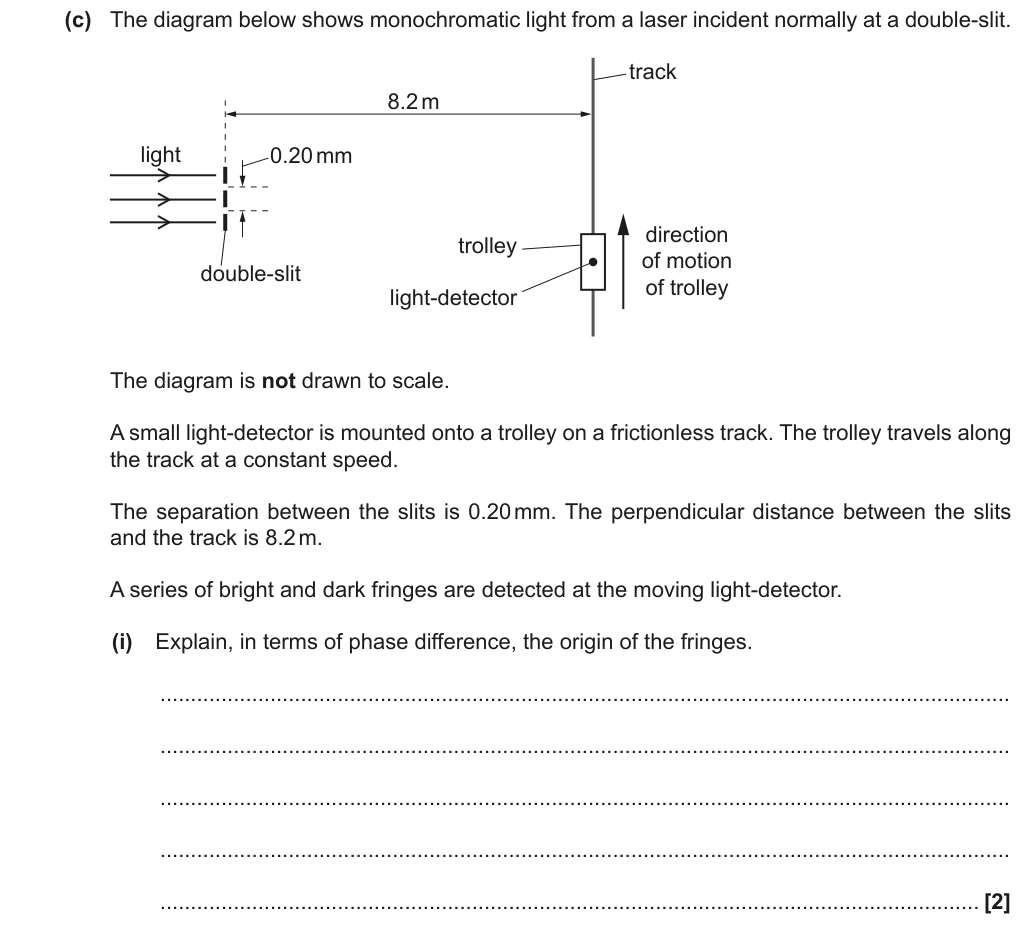 (c) The diagram below shows monochromatic light from a laser incident normally at a double-slit.
track
8.2 m
light
0.20 mm
trolley
direction
of motion
of trolley
double-slit
light-detector
The diagram is not drawn to scale.
A small light-detector is mounted onto a trolley on a frictionless track. The trolley travels along
the track at a constant speed.
The separation between the slits is 0.20 mm. The perpendicular distance between the slits
and the track is 8.2 m.
A series of bright and dark fringes are detected at the moving light-detector.
(i) Explain, in terms of phase difference, the origin of the fringes.
[2]